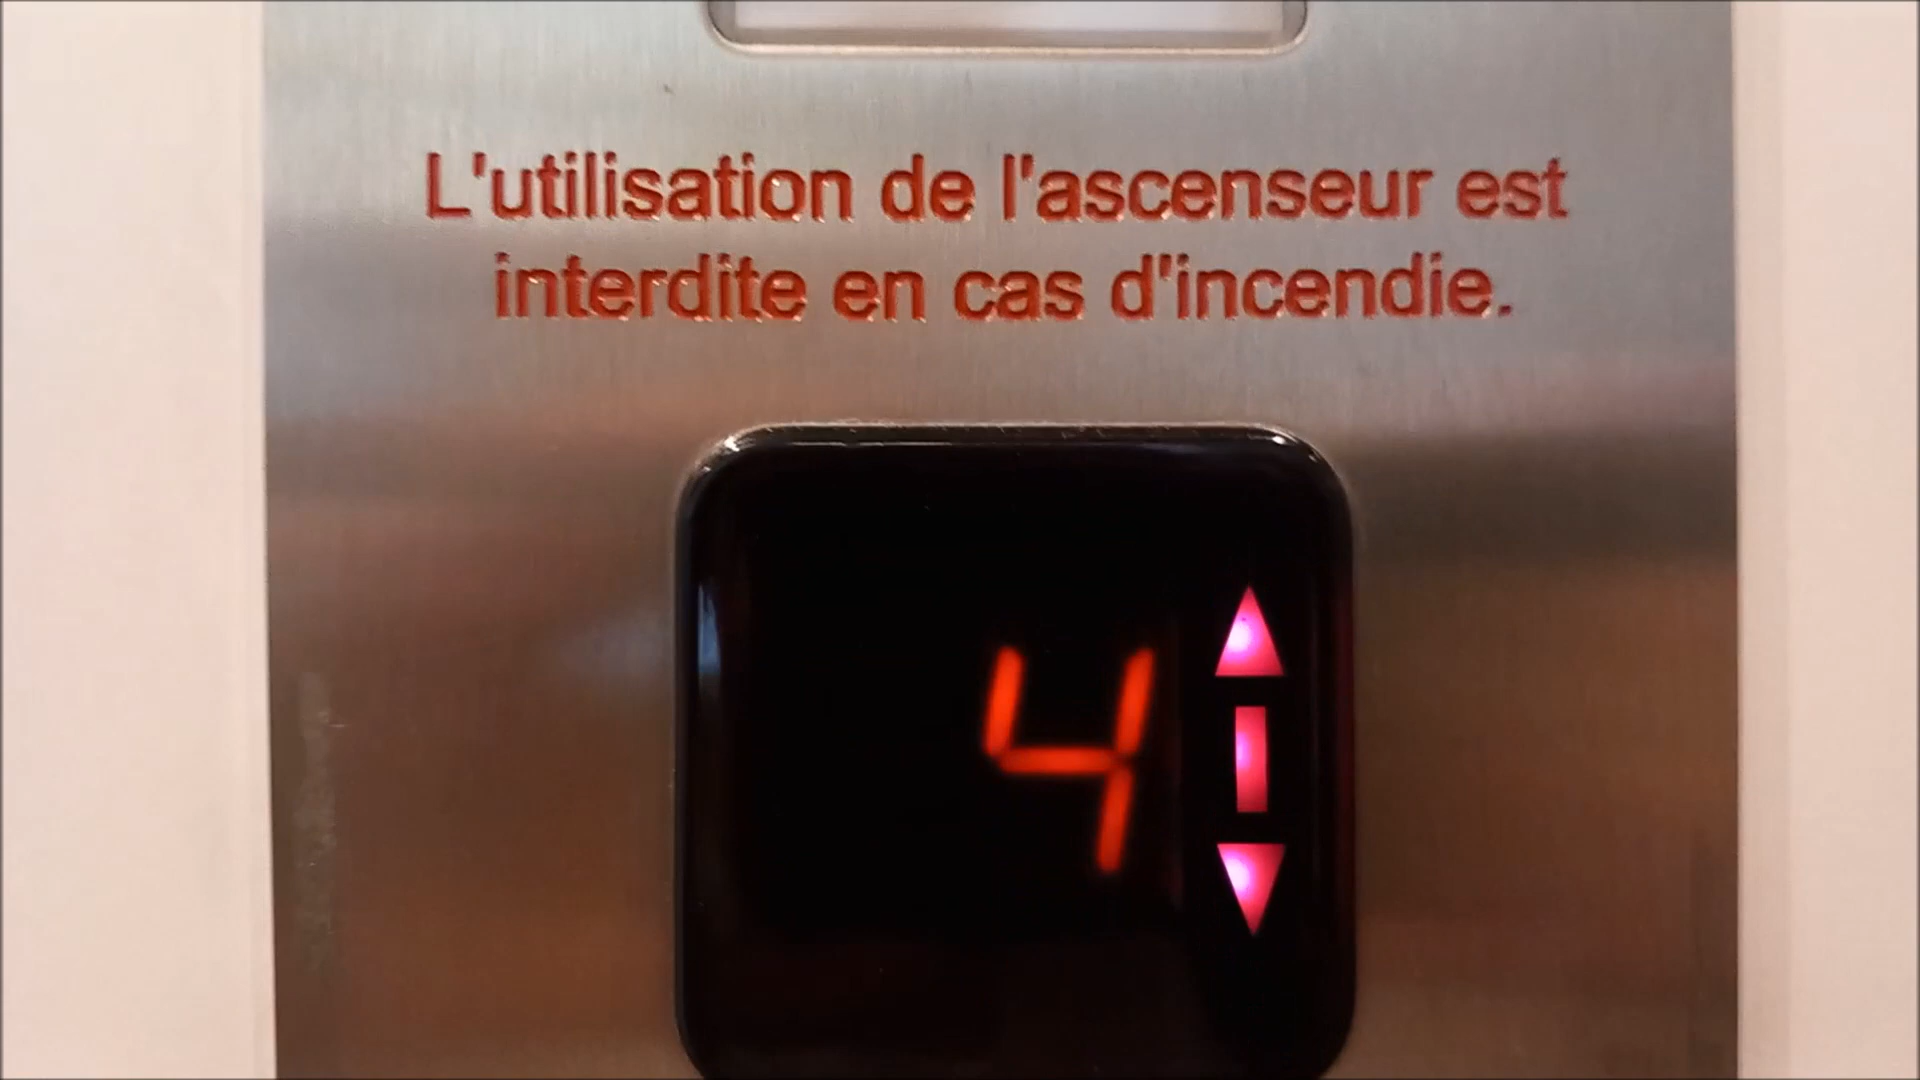 L'utilisation de l'ascenseur est
interdite en cas d'incendie.
4